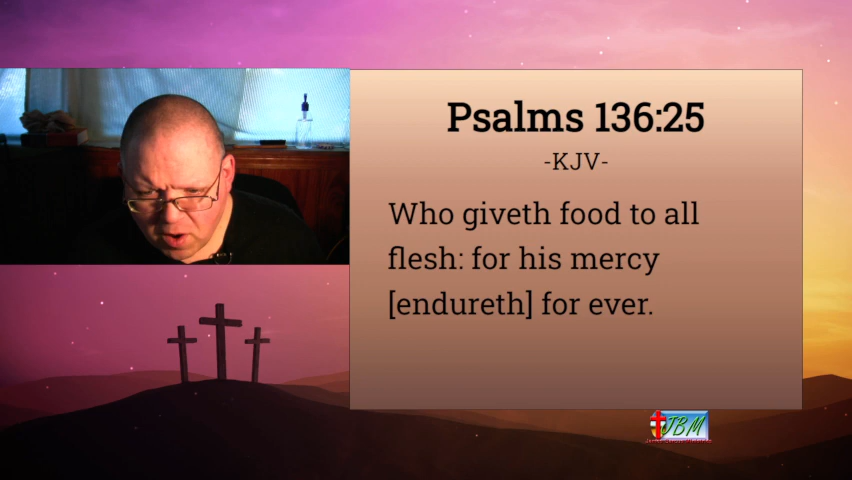 Psalms 136:25
-KJV-
Who giveth food to all
flesh: for his mercy
[endureth] for ever.
JBM